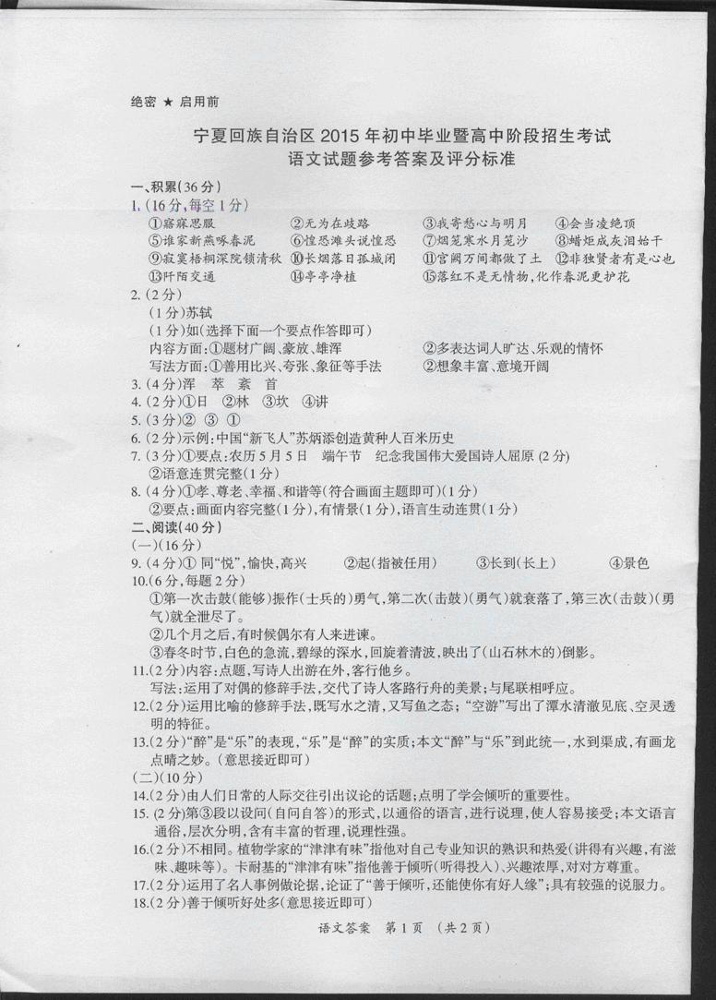 绝密 ★ 启用前
宁夏回族自治区 2015 年初中毕业暨高中阶段招生考试
语文试题参考答案及评分标准
一、积累(36 分)
1. (16 分,每空 1 分)
①寤寐思服 ②无为在歧路 ③我寄愁心与明月 ④会当凌绝顶
⑤谁家新燕啄春泥 ⑥惶恐滩头说惶恐 ⑦烟笼寒水月笼沙 ⑧蜡炬成灰泪始干
⑨寂寞梧桐深院锁清秋 ⑩长烟落日孤城闭 ⑪宫阙万间都做了土 ⑫非独贤者有是心也
⑬阡陌交通 ⑭亭亭净植 ⑮落红不是无情物,化作春泥更护花
2. (2 分)
(1 分)苏轼
(1 分)如(选择下面一个要点作答即可)
内容方面:①题材广阔、豪放、雄浑 ②多表达词人旷达、乐观的情怀
写法方面:①善用比兴、夸张、象征等手法 ②想象丰富、意境开阔
3. (4 分)浑 萃 紊 首
4. (2 分)①日 ②林 ③坎 ④讲
5. (3 分)② ③ ①
6. (2 分)示例:中国“新飞人”苏炳添创造黄种人百米历史
7. (3 分)①要点:农历 5 月 5 日 端午节 纪念我国伟大爱国诗人屈原 (2 分)
②语意连贯完整(1 分)
8. (4 分)①孝、尊老、幸福、和谐等(符合画面主题即可)(1 分)
②要点:画面内容完整(1 分),有情景(1 分),语言生动连贯(1 分)
二、阅读(40 分)
(一)(16 分)
9. (4 分)① 同“悦”,愉快,高兴 ②起(指被任用) ③长到(长上) ④景色
10.(6 分,每题 2 分)
①第一次击鼓(能够)振作(士兵的)勇气,第二次(击鼓)(勇气)就衰落了,第三次(击鼓)(勇
气)就全泄尽了。
②几个月之后,有时候偶尔有人来进谏。
③春冬时节,白色的急流,碧绿的深水,回旋着清波,映出了(山石林木的)倒影。
11.(2 分)内容:点题,写诗人出游在外,客行他乡。
写法:运用了对偶的修辞手法,交代了诗人客路行舟的美景;与尾联相呼应。
12.(2 分)运用比喻的修辞手法,既写水之清,又写鱼之态; “空游”写出了潭水清澈见底、空灵透
明的特征。
13.(2 分)“醉”是“乐”的表现,“乐”是“醉”的实质;本文“醉”与“乐”到此统一,水到渠成,有画龙
点睛之妙。(意思接近即可)
(二)(10 分)
14.(2 分)由人们日常的人际交往引出议论的话题;点明了学会倾听的重要性。
15. (2 分)第③段以设问(自问自答)的形式,以通俗的语言,进行说理,使人容易接受;本文语言
通俗,层次分明,含有丰富的哲理,说理性强。
16.(2 分)不相同。植物学家的“津津有味”指他对自己专业知识的熟识和热爱(讲得有兴趣,有滋
味、趣味等)。卡耐基的“津津有味”指他善于倾听(听得投入)、兴趣浓厚,对对方尊重。
17.(2 分)运用了名人事例做论据,论证了“善于倾听,还能使你有好人缘”;具有较强的说服力。
18.(2 分)善于倾听好处多(意思接近即可)
语文答案 第 1 页 (共 2 页)